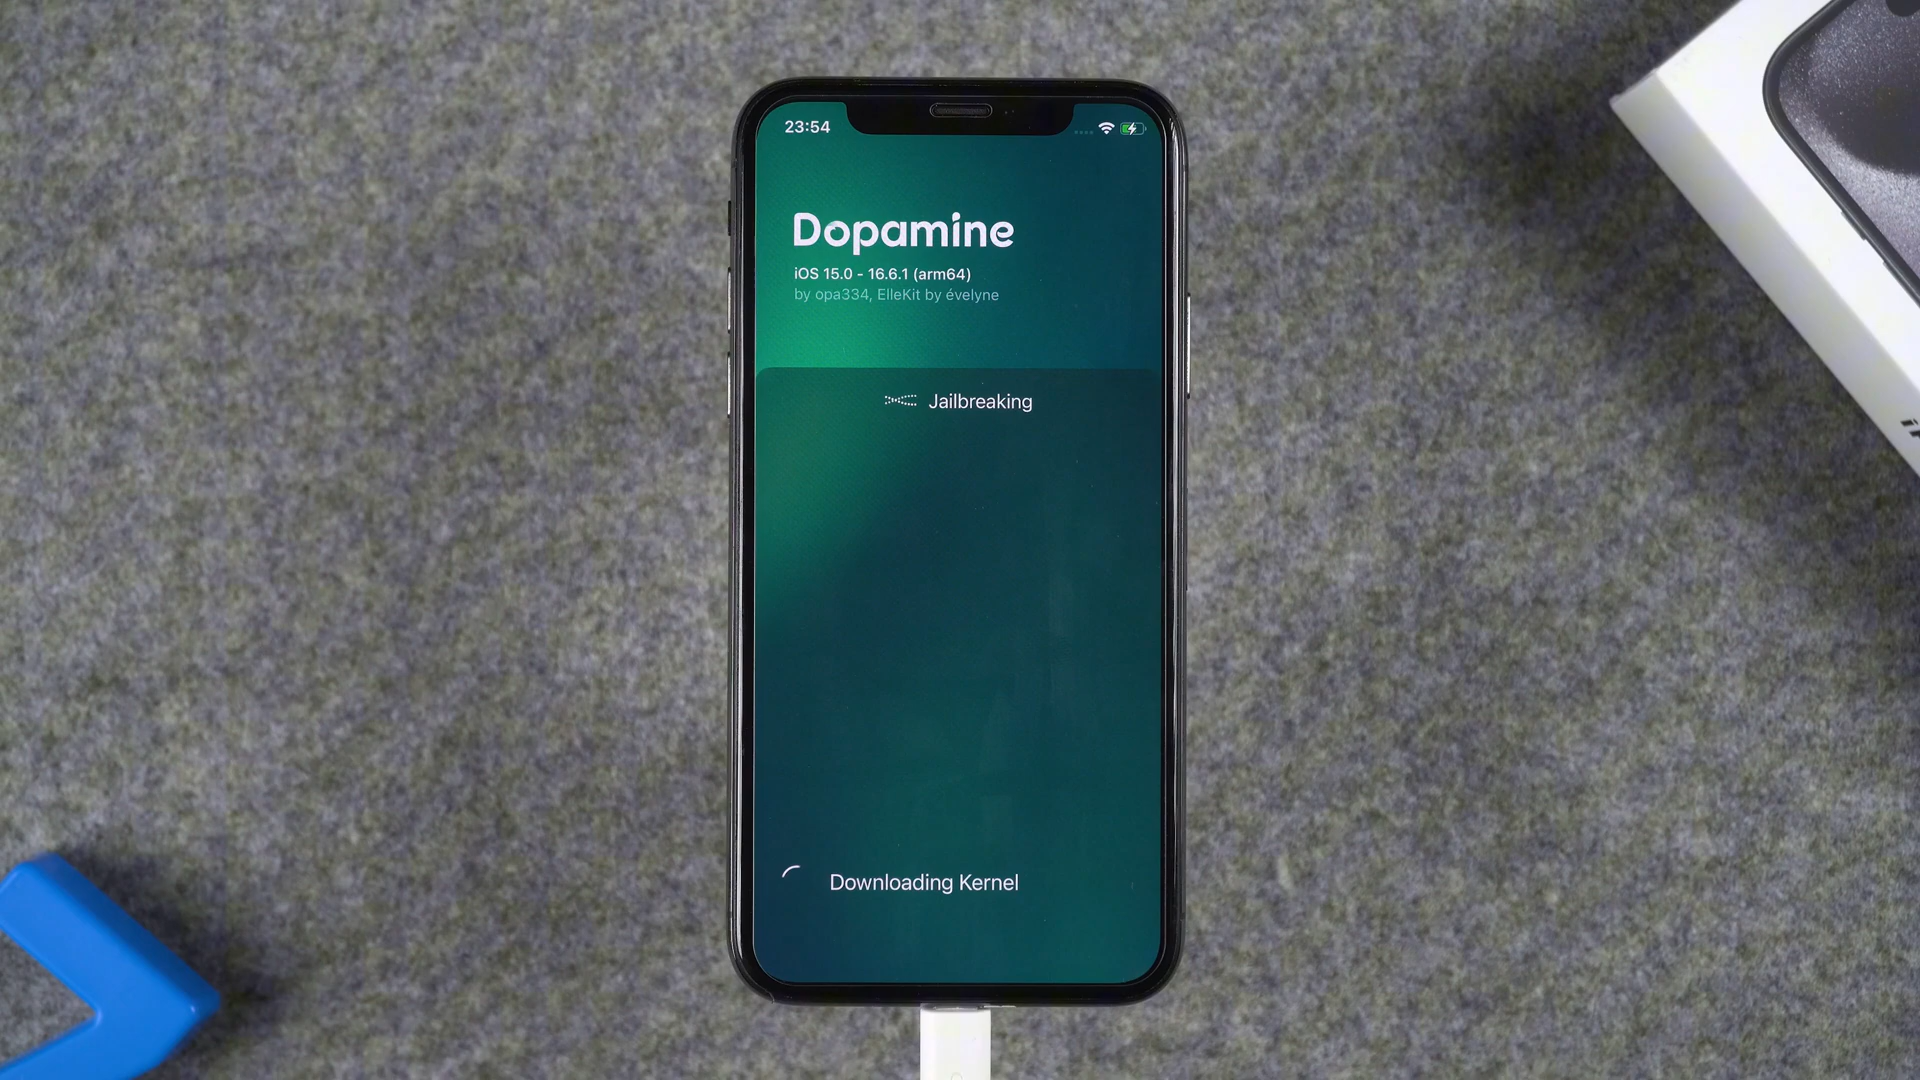 23:54
Dopamine
iOS 15.0 - 16.6.1 (arm64)
by opa334, ElleKit by évelyne
Jailbreaking
Downloading Kernel